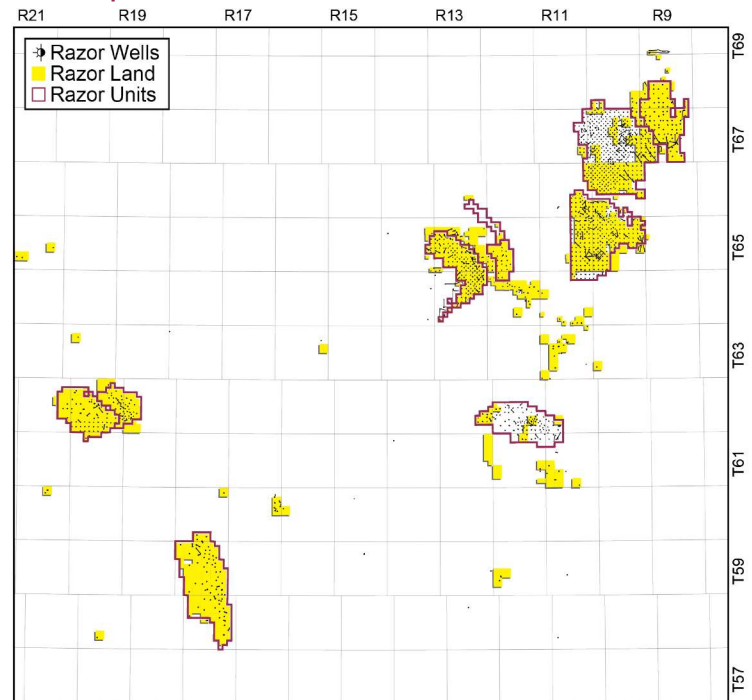 R21 R19 R17 R15 R13 R11 R9
Razor Wells
Razor Land
Razor Units
T69
T67
T65
T63
T61
T59
T57